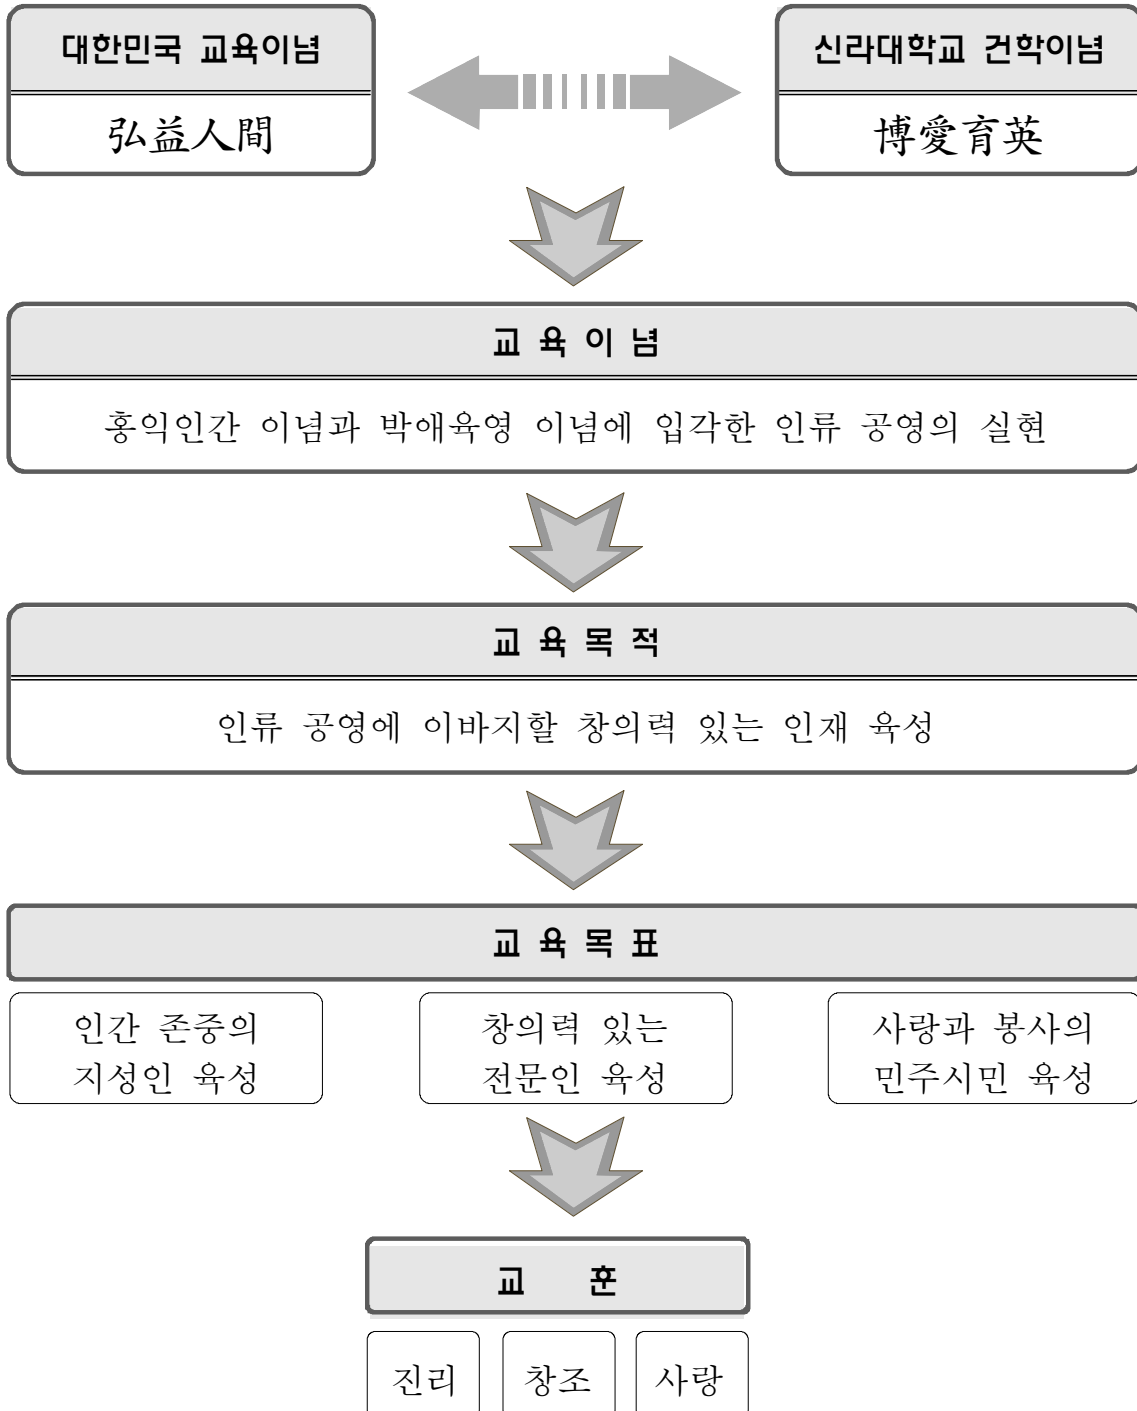 대한민국 교육이념
신라대학교 건학이념
弘益人間
博愛育英
교 육 이 념
홍익인간 이념과 박애육영 이념에 입각한 인류 공영의 실현
교 육 목 적
인류 공영에 이바지할 창의력 있는 인재 육성
교 육 목 표
인간 존중의
지성인 육성
창의력 있는
전문인 육성
사랑과 봉사의
민주시민 육성
교 훈
진리
창조
사랑